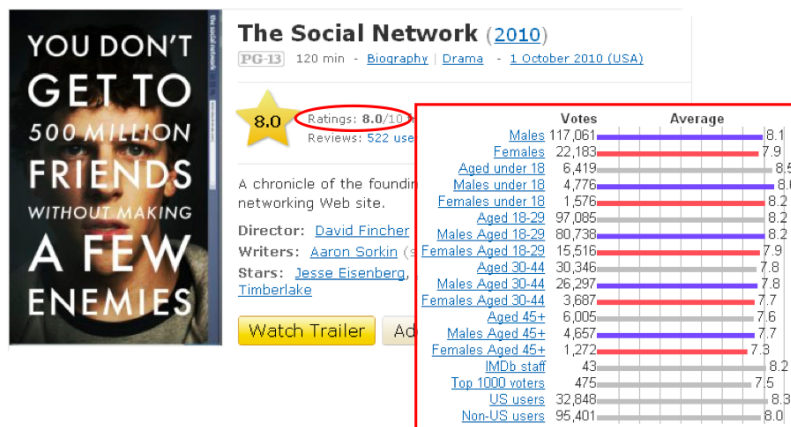 YOU DON'T
GET TO
500 MILLION
FRIENDS
WITHOUT MAKING
A FEW
ENEMIES
the social network
The Social Network (2010)
PG-13 120 min - Biography | Drama - 1 October 2010 (USA)
8.0
Ratings: 8.0/10
Reviews: 522 use
A chronicle of the foundin
networking Web site.
Director: David Fincher
Writers: Aaron Sorkin (s
Stars: Jesse Eisenberg,
Timberlake
Watch Trailer Ad
Votes Average
Males 117,061 8.1
Females 22,183 7.9
Aged under 18 6,419 8.5
Males under 18 4,776 8.6
Females under 18 1,576 8.2
Aged 18-29 97,085 8.2
Males Aged 18-29 80,738 8.2
Females Aged 18-29 15,516 7.9
Aged 30-44 30,346 7.8
Males Aged 30-44 26,297 7.8
Females Aged 30-44 3,687 7.7
Aged 45+ 6,005 7.6
Males Aged 45+ 4,657 7.7
Females Aged 45+ 1,272 7.3
IMDb staff 43 8.2
Top 1000 voters 475 7.5
US users 32,848 8.3
Non-US users 95,401 8.0